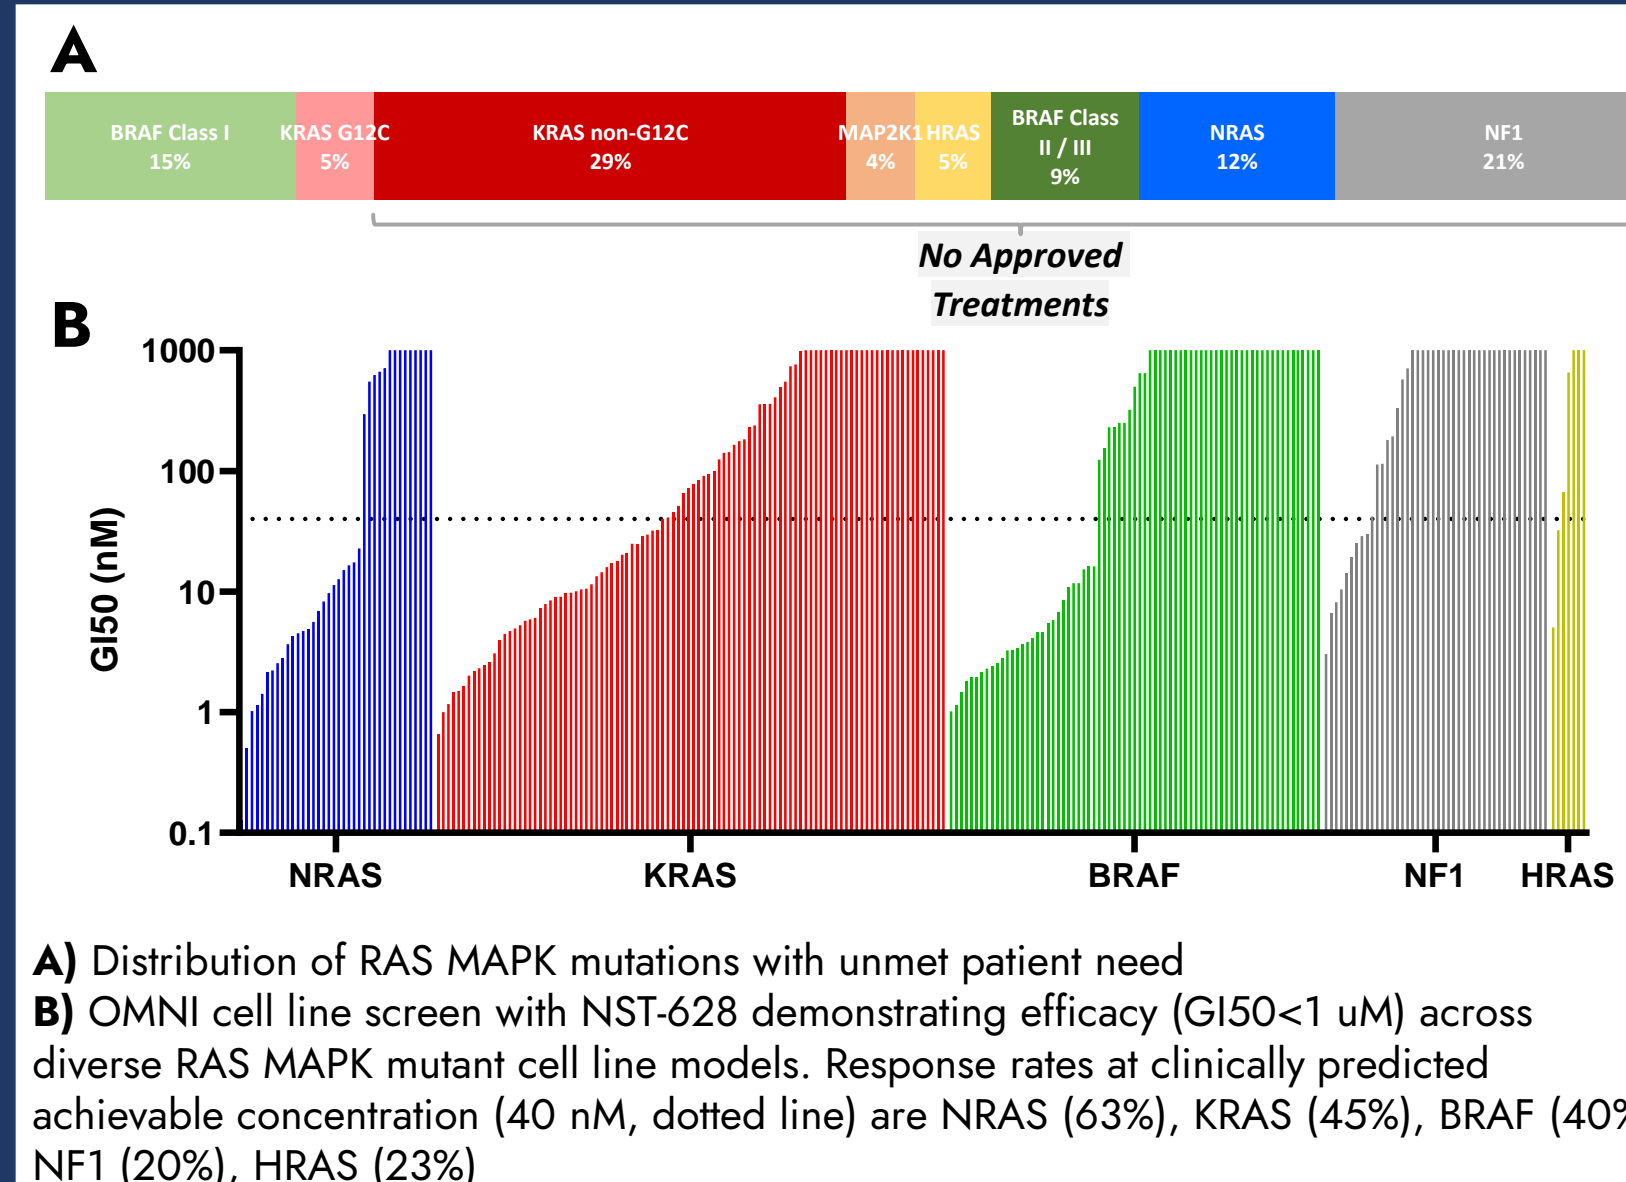 A
BRAF Class I
15%
KRAS G12C
5%
KRAS non-G12C
29%
MAP2K1
4%
HRAS
5%
BRAF Class
II / III
9%
NRAS
12%
NF1
21%
No Approved
Treatments
B
GI50 (nM)
1000
100
10
1
0.1
NRAS
KRAS
BRAF
NF1
HRAS
A) Distribution of RAS MAPK mutations with unmet patient need
B) OMNI cell line screen with NST-628 demonstrating efficacy (GI50<1 uM) across
diverse RAS MAPK mutant cell line models. Response rates at clinically predicted
achievable concentration (40 nM, dotted line) are NRAS (63%), KRAS (45%), BRAF (40%
NF1 (20%), HRAS (23%)